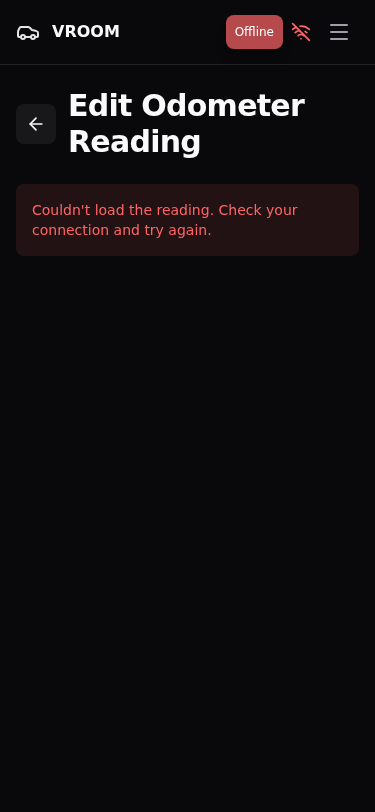 VROOM
Offline
Edit Odometer
Reading
Couldn't load the reading. Check your
connection and try again.